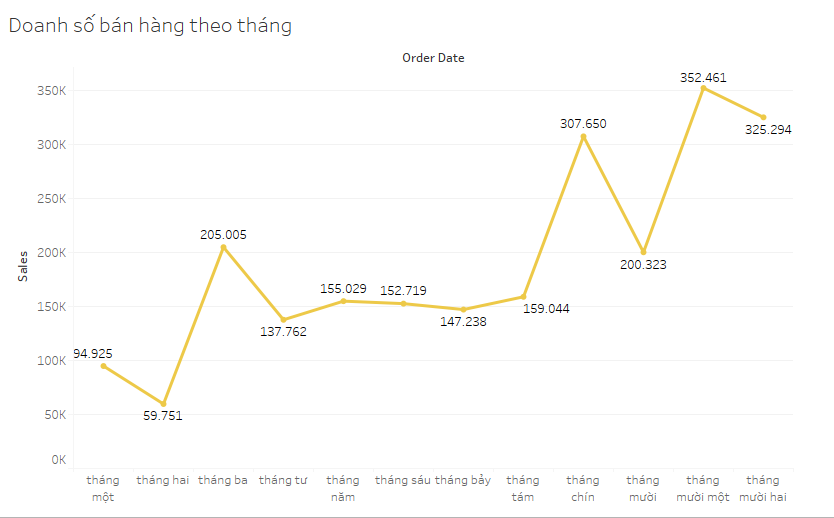 Doanh số bán hàng theo tháng
Order Date
Sales
350K
300K
250K
200K
150K
100K
50K
0K
94.925
59.751
205.005
137.762
155.029
152.719
147.238
159.044
307.650
200.323
352.461
325.294
tháng
một
tháng hai
tháng ba
tháng tư
tháng
năm
tháng sáu
tháng bảy
tháng
tám
tháng
chín
tháng
mười
tháng
mười một
tháng
mười hai